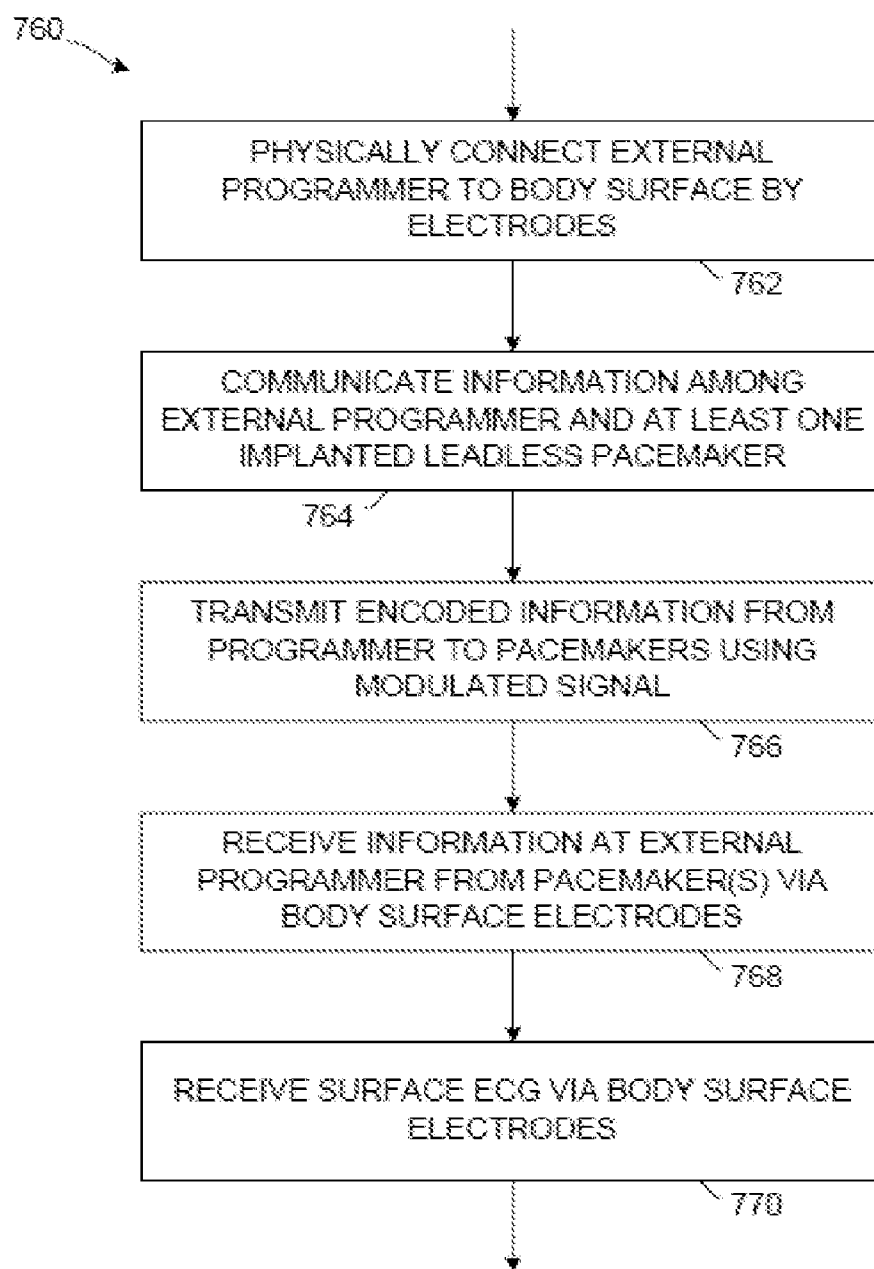 760
PHYSICALLY CONNECT EXTERNAL
PROGRAMMER TO BODY SURFACE BY
ELECTRODES
762
COMMUNICATE INFORMATION AMONG
EXTERNAL PROGRAMMER AND AT LEAST ONE
IMPLANTED LEADLESS PACEMAKER
764
TRANSMIT ENCODED INFORMATION FROM
PROGRAMMER TO PACEMAKERS USING
MODULATED SIGNAL
766
RECEIVE INFORMATION AT EXTERNAL
PROGRAMMER FROM PACEMAKER(S) VIA
BODY SURFACE ELECTRODES
768
RECEIVE SURFACE ECG VIA BODY SURFACE
ELECTRODES
770